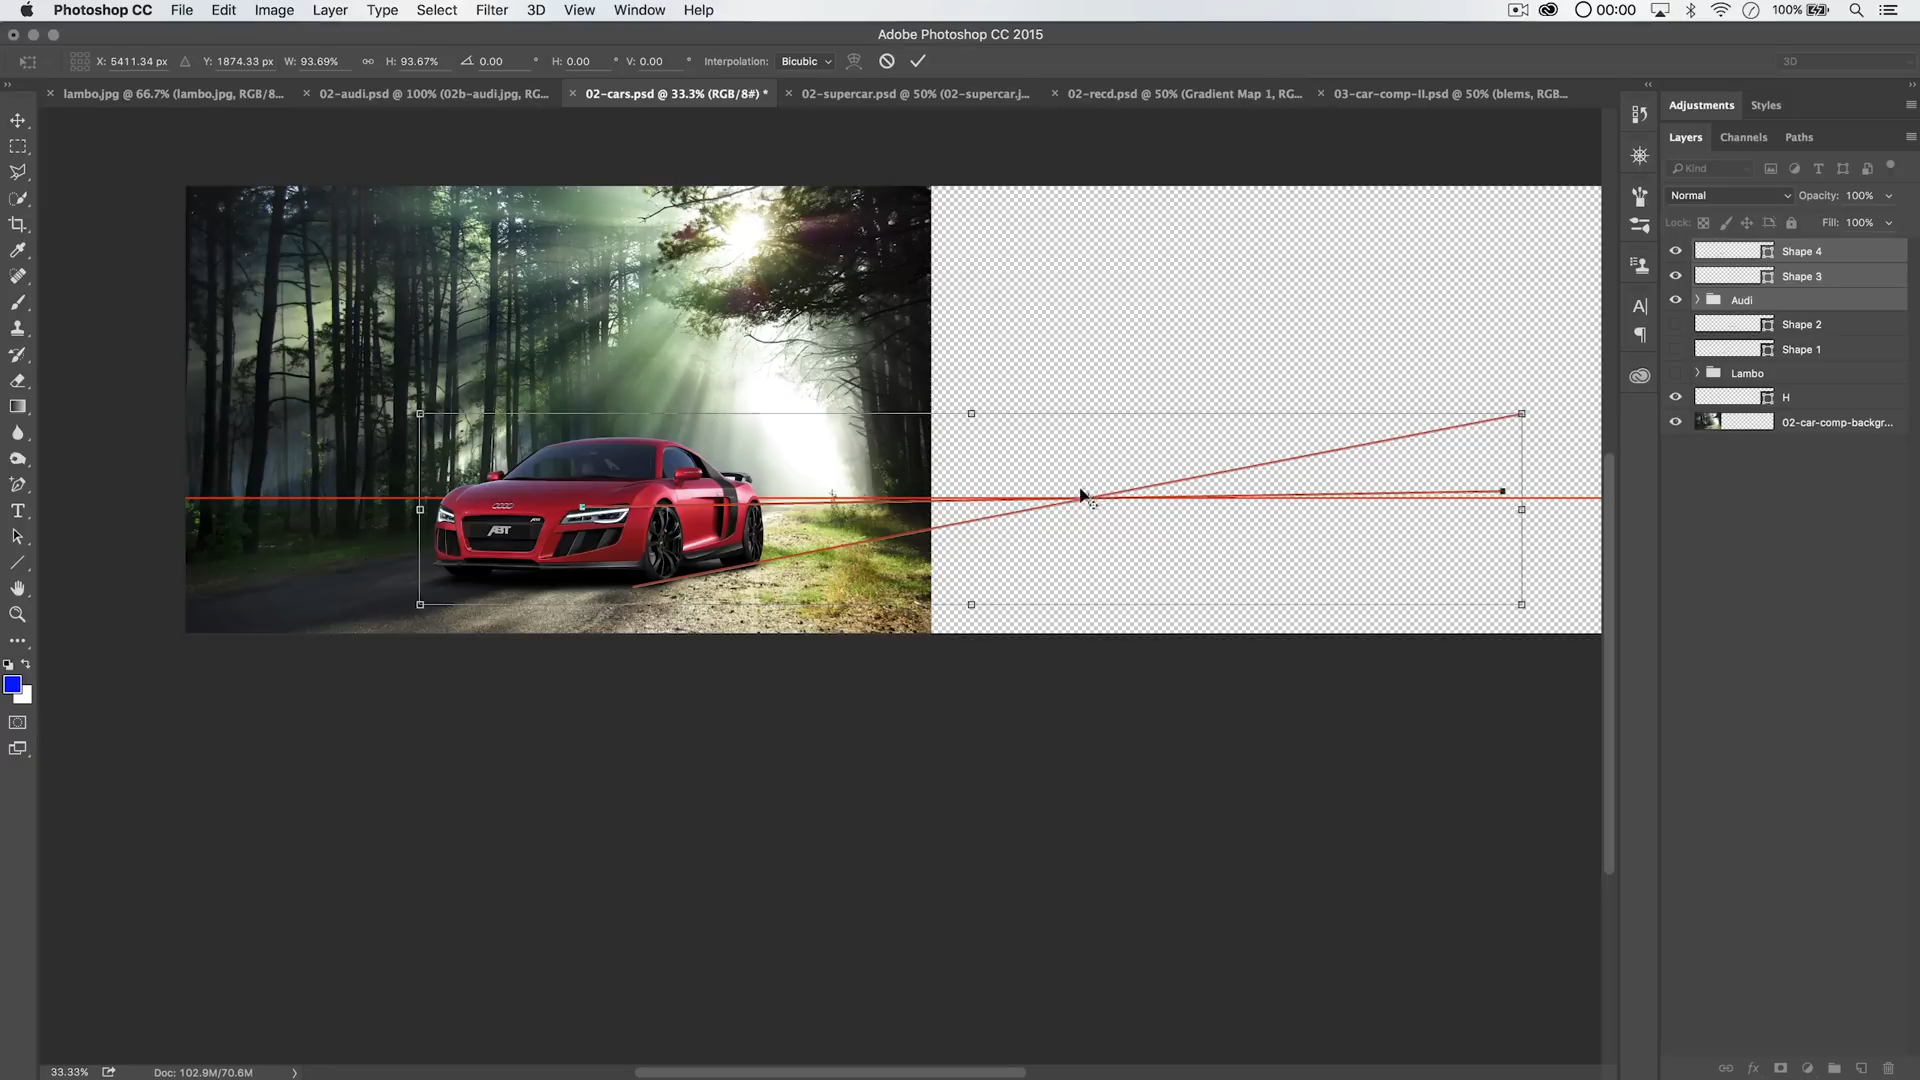 Photoshop CC File Edit Image Layer Type Select Filter 3D View Window Help 00:00 100%
Adobe Photoshop CC 2015
X: 5411.34 px Y: 1874.33 px W: 93.69% H: 93.67% 0.00 ° H: 0.00 ° V: 0.00 ° Interpolation: Bicubic 3D
lambo.jpg @ 66.7% (lambo.jpg, RGB/8... 02-audi.psd @ 100% (02b-audi.jpg, RG... 02-cars.psd @ 33.3% (RGB/8#) * 02-supercar.psd @ 50% (02-supercar.j... 02-recd.psd @ 50% (Gradient Map 1, RG... 03-car-comp-II.psd @ 50% (blems, RGB...
Adjustments Styles
Layers Channels Paths
Kind
Normal Opacity: 100%
Lock: Fill: 100%
Shape 4
Shape 3
Audi
Shape 2
Shape 1
Lambo
H
02-car-comp-backgr...
ABT
33.33% Doc: 102.9M/70.6M